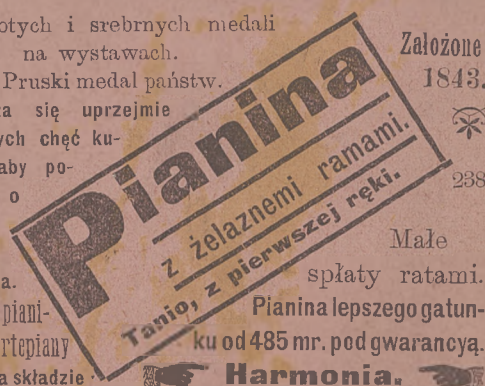 otych i srebrnych medali
na wystawach.
Pruski medal państw.
się uprzejmie
ych chęć ku-
aby po-
o
Pianina
z żelaznemi ramami.
Tanio, z pierwszej ręki.
Założone
1843.
238
Małe
spłaty ratami.
Pianina lepszego gatun-
ku od 485 mr. pod gwarancyą.
Harmonia.
a.
piani-
rtepiany
a składzie